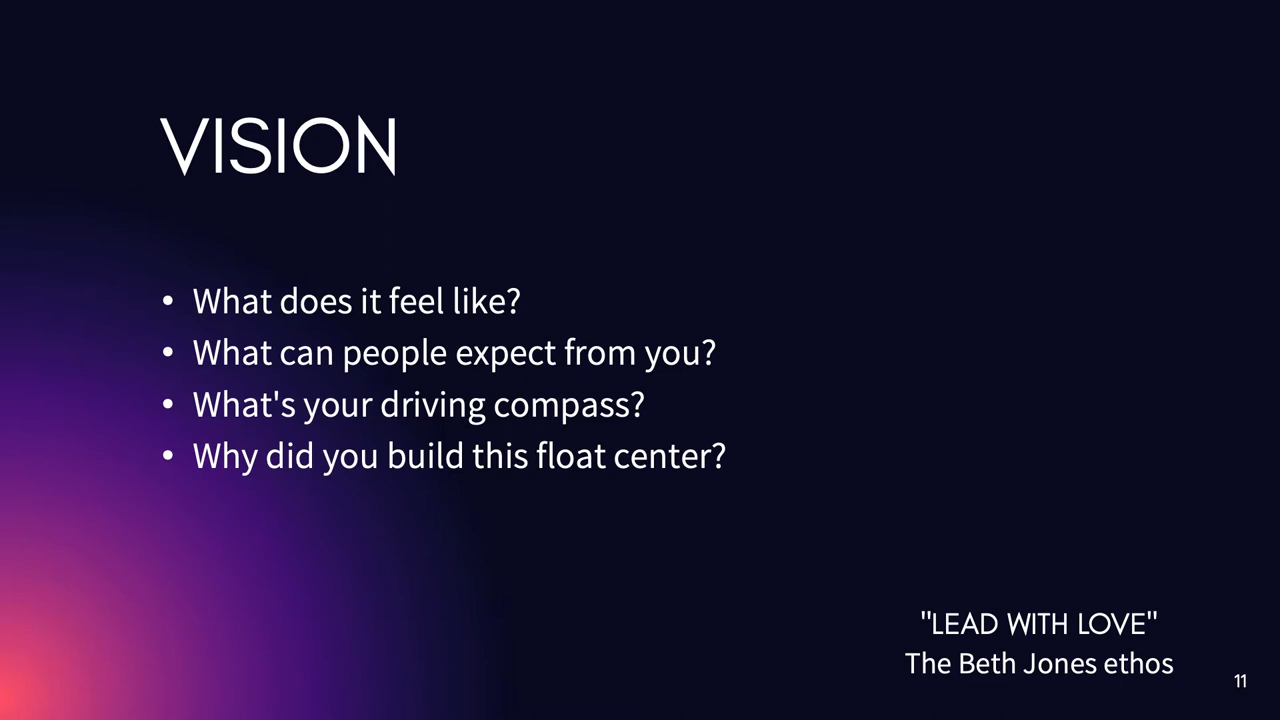 VISION
• What does it feel like?
• What can people expect from you?
• What's your driving compass?
• Why did you build this float center?
"LEAD WITH LOVE"
The Beth Jones ethos
11